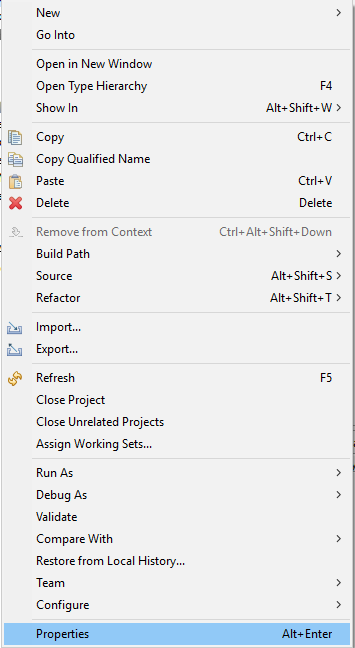 New
Go Into
Open in New Window
Open Type Hierarchy F4
Show In Alt+Shift+W
Copy Ctrl+C
Copy Qualified Name
Paste Ctrl+V
Delete Delete
Remove from Context Ctrl+Alt+Shift+Down
Build Path
Source Alt+Shift+S
Refactor Alt+Shift+T
Import...
Export...
Refresh F5
Close Project
Close Unrelated Projects
Assign Working Sets...
Run As
Debug As
Validate
Compare With
Restore from Local History...
Team
Configure
Properties Alt+Enter